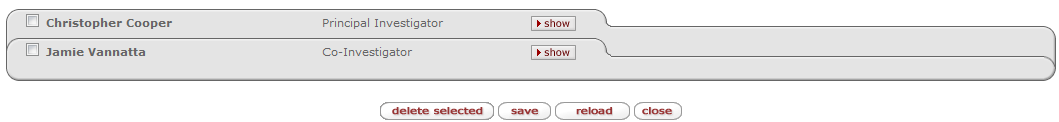 Christopher Cooper Principal Investigator show
Jamie Vannatta Co-Investigator show
delete selected save reload close